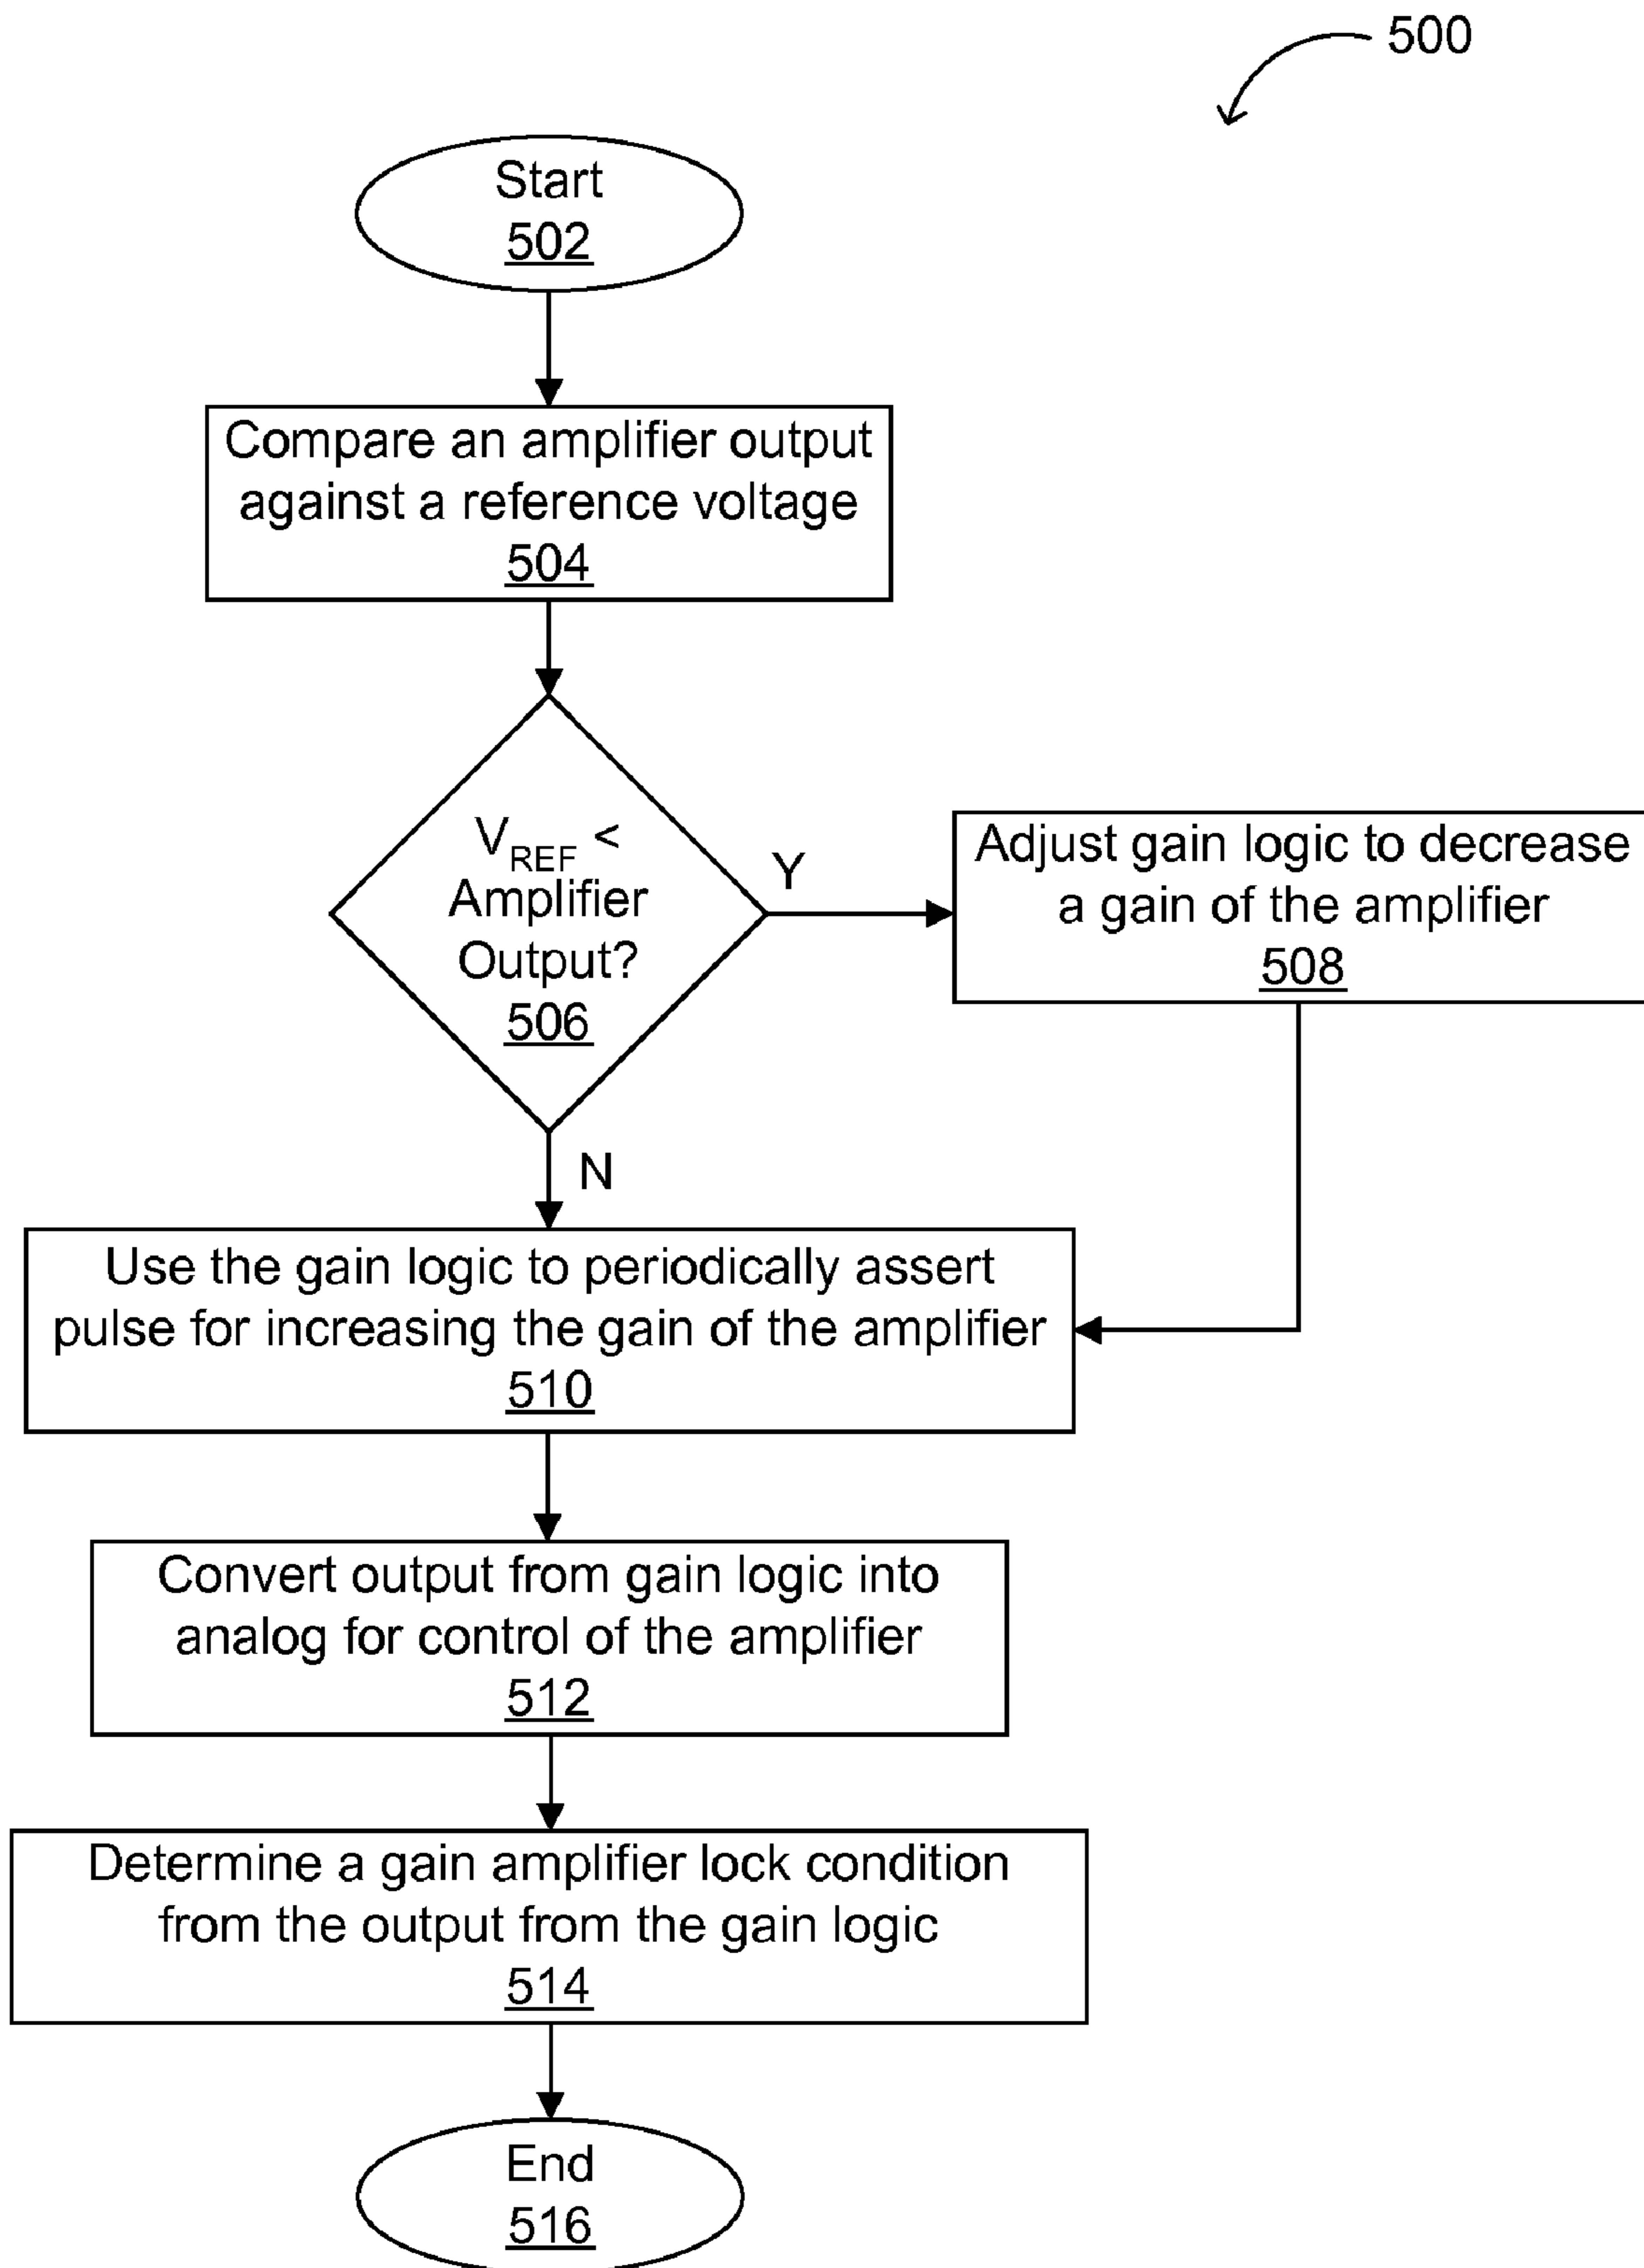 500
Start
502
Compare an amplifier output
against a reference voltage
504
V_REF <
Amplifier
Output?
506
Y
Adjust gain logic to decrease
a gain of the amplifier
508
N
Use the gain logic to periodically assert
pulse for increasing the gain of the amplifier
510
Convert output from gain logic into
analog for control of the amplifier
512
Determine a gain amplifier lock condition
from the output from the gain logic
514
End
516